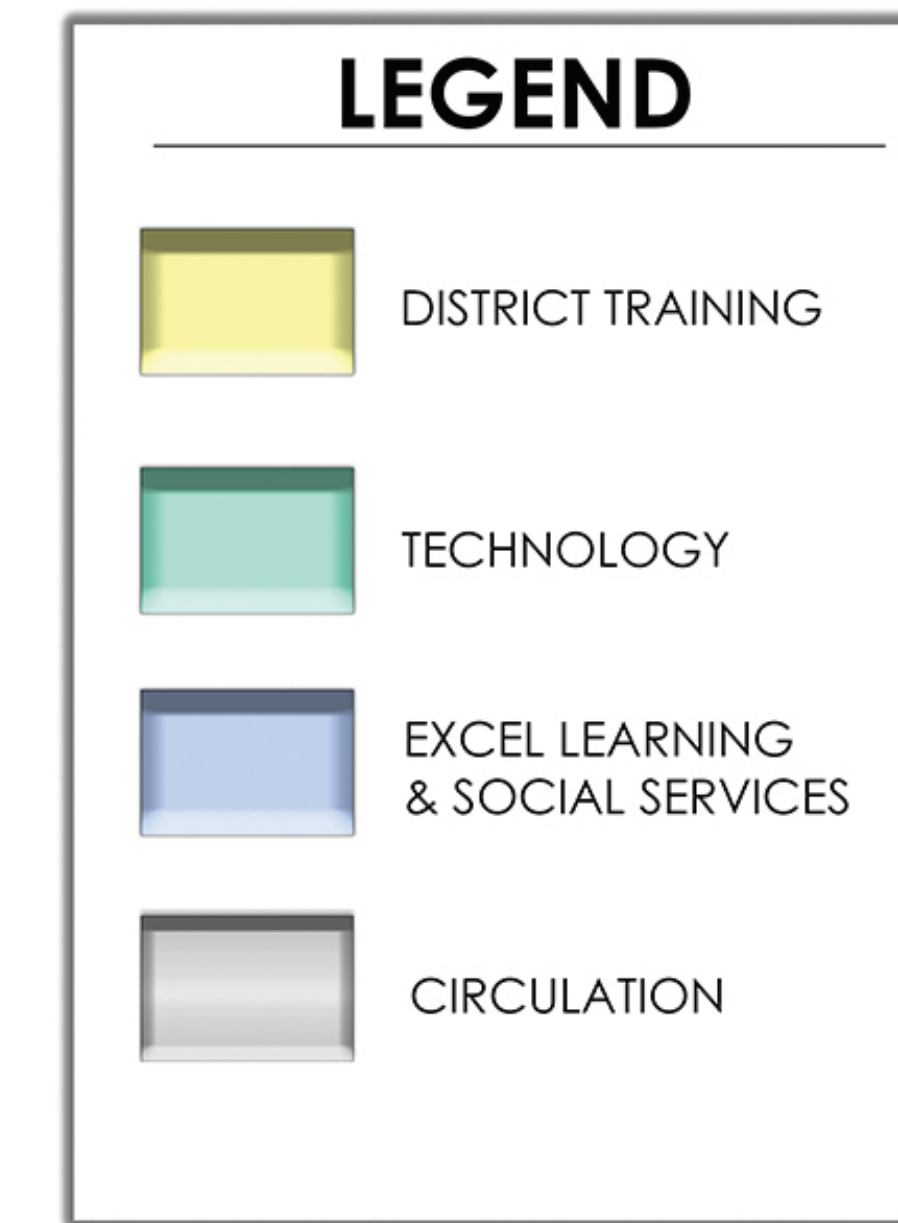 LEGEND
DISTRICT TRAINING
TECHNOLOGY
EXCEL LEARNING
& SOCIAL SERVICES
CIRCULATION